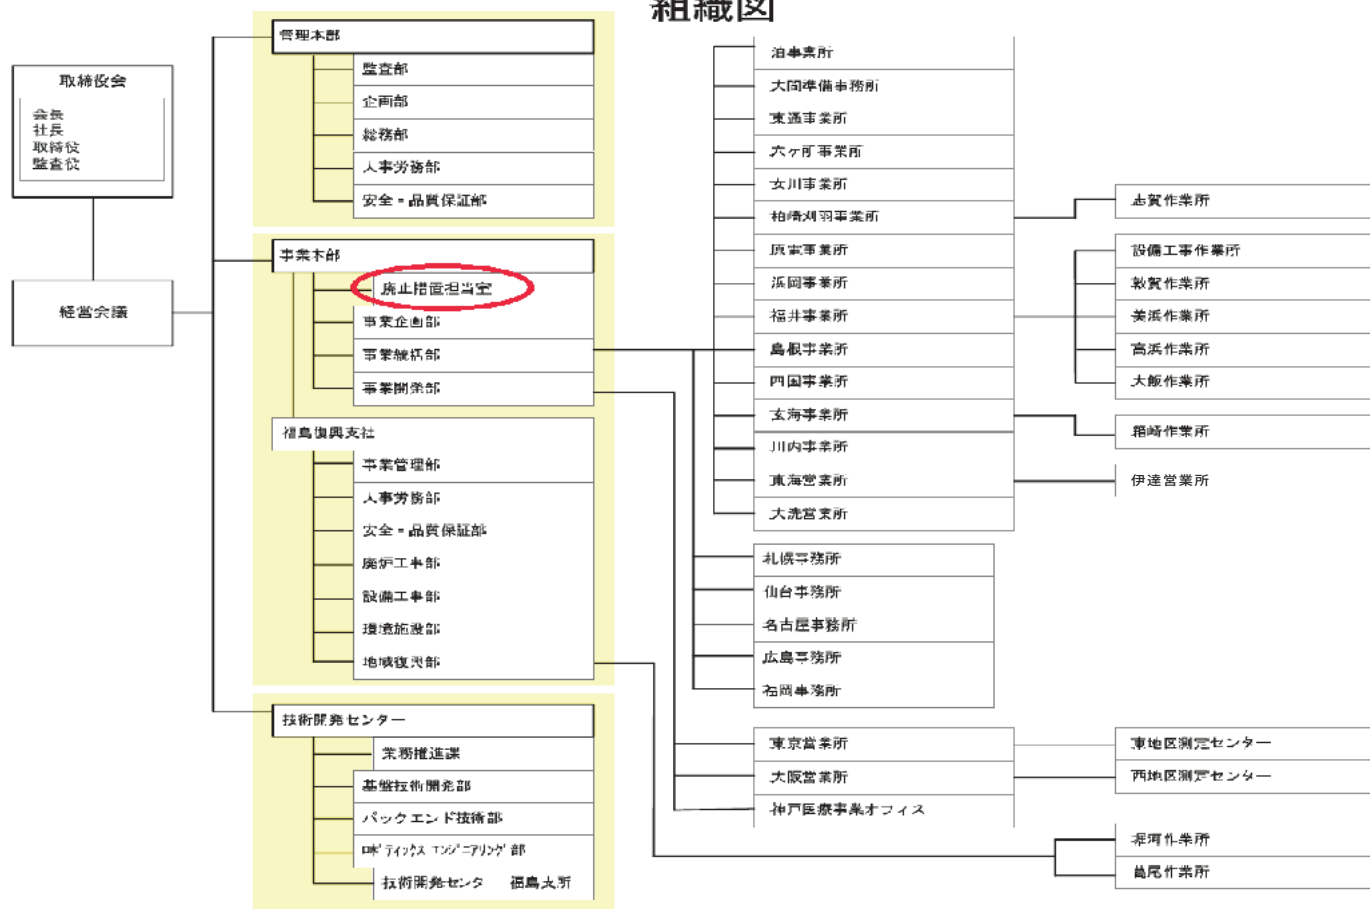 組織図
取締役会
会長
社長
取締役
監査役
経営会議
管理本部
監査部
企画部
総務部
人事労務部
安全・品質保証部
事業本部
廃止措置担当室
事業企画部
事業統括部
事業開発部
福島復興支社
事業管理部
人事労務部
安全・品質保証部
廃炉工事部
設備工事部
環境施設部
地域復興部
技術開発センター
業務推進課
基盤技術開発部
バックエンド技術部
ロボティックスエンジニアリング部
技術開発センター 福島支所
泊事業所
大間準備事務所
東通事業所
六ヶ所事業所
女川事業所
柏崎刈羽事業所
原電事業所
浜岡事業所
福井事業所
島根事業所
四国事業所
玄海事業所
川内事業所
東海営業所
大洗営業所
札幌事務所
仙台事務所
名古屋事務所
広島事務所
福岡事務所
東京営業所
大阪営業所
神戸医療事業オフィス
志賀作業所
設備工事作業所
敦賀作業所
美浜作業所
高浜作業所
大飯作業所
箱崎作業所
伊達営業所
東地区測定センター
西地区測定センター
堀河作業所
葛尾作業所